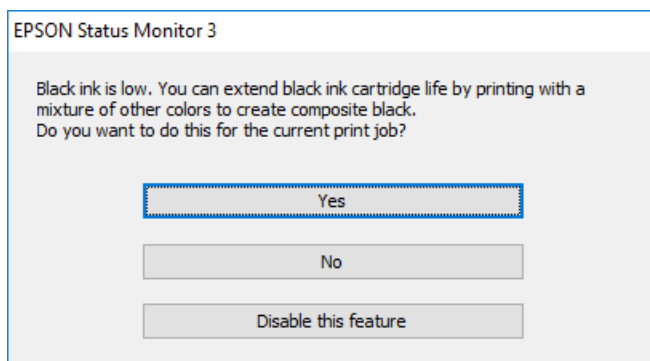 EPSON Status Monitor 3
Black ink is low. You can extend black ink cartridge life by printing with a
mixture of other colors to create composite black.
Do you want to do this for the current print job?
Yes
No
Disable this feature